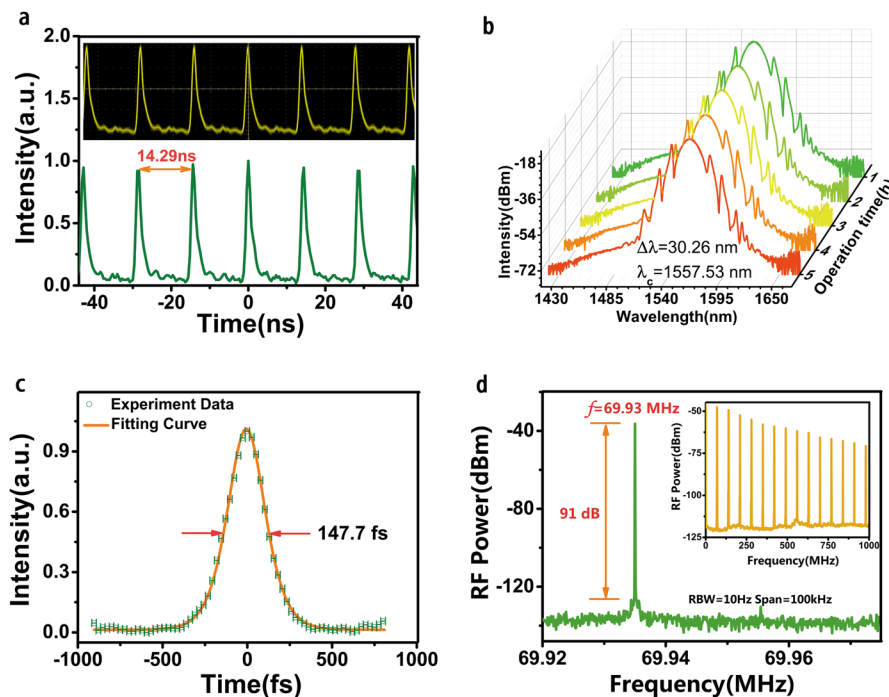 a
Intensity(a.u.)
2.0
1.5
1.0
0.5
0.0
14.29ns
-40 -20 0 20 40
Time(ns)
b
Intensity(dBm)
-18
-36
-54
-72
Δλ=30.26 nm
λc=1557.53 nm
1430 1485 1540 1595 1650
Wavelength(nm)
1
2
3
4
5
Operation time(h)
c
Intensity(a.u.)
0.9
0.6
0.3
0.0
Experiment Data
Fitting Curve
147.7 fs
-1000 -500 0 500 1000
Time(fs)
d
RF Power(dBm)
-40
-70
-100
-130
f=69.93 MHz
91 dB
RBW=10Hz Span=100kHz
69.92 69.94 69.96
Frequency(MHz)
RF Power(dBm)
-50
-75
-100
-125
0 250 500 750 1000
Frequency(MHz)